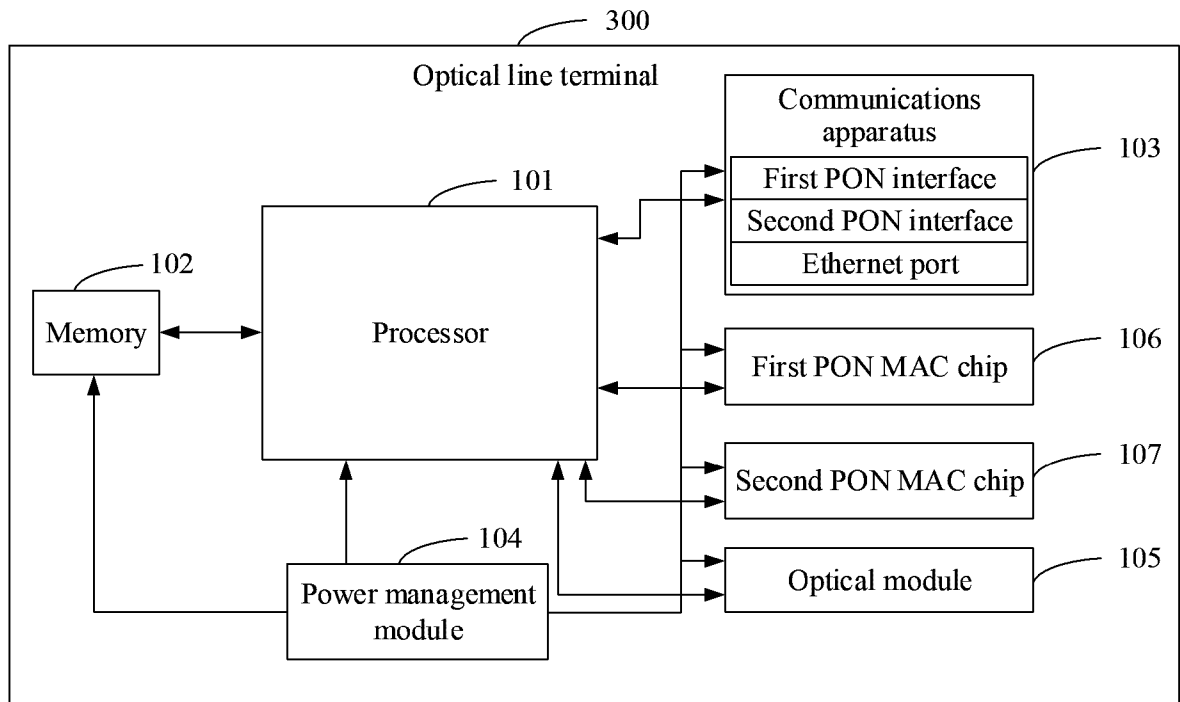 300
Optical line terminal
Communications
apparatus
103
First PON interface
Second PON interface
Ethernet port
101
Processor
102
Memory
106
First PON MAC chip
107
Second PON MAC chip
104
Power management
module
105
Optical module